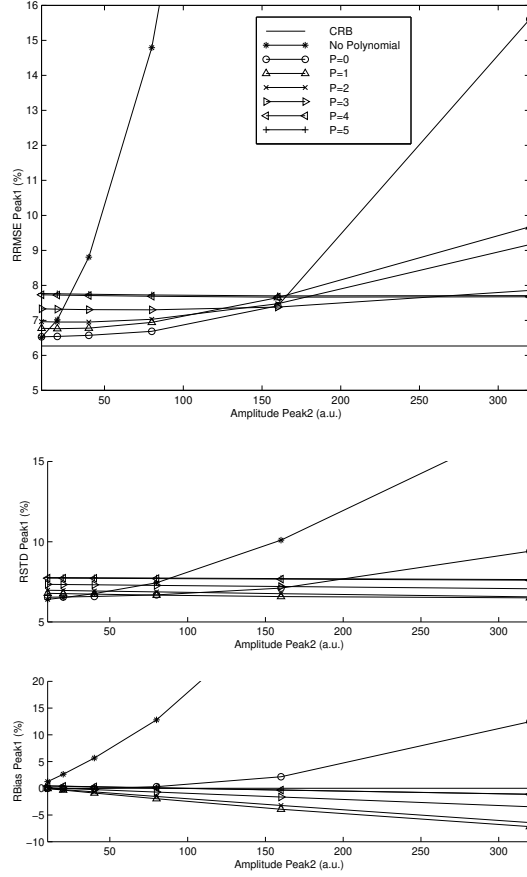 16
15
14
13
12
11
10
9
8
7
6
5
RRMSE Peak1 (%)
CRB
No Polynomial
P=0
P=1
P=2
P=3
P=4
P=5
50
100
150
200
250
300
Amplitude Peak2 (a.u.)
15
10
5
RSTD Peak1 (%)
50
100
150
200
250
300
Amplitude Peak2 (a.u.)
20
15
10
5
0
−5
−10
RBias Peak1 (%)
50
100
150
200
250
300
Amplitude Peak2 (a.u.)